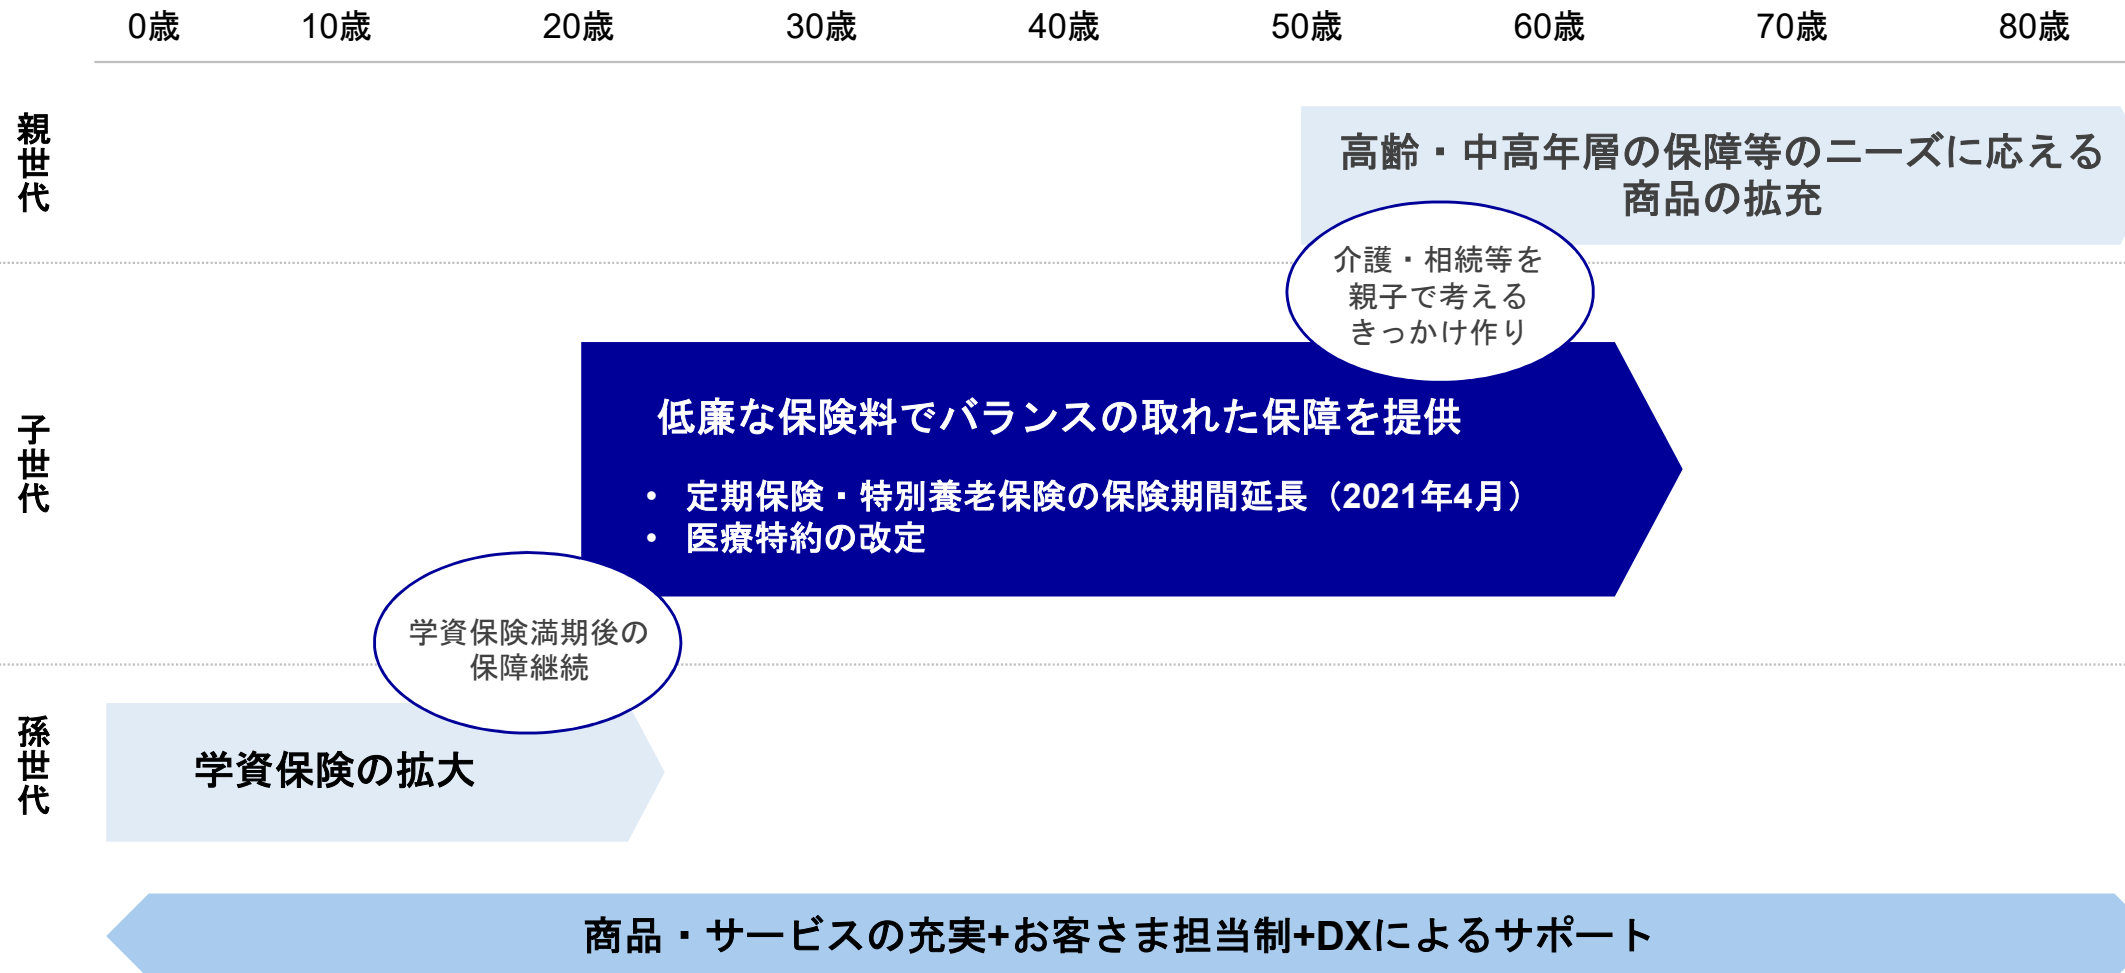 0歳 10歳 20歳 30歳 40歳 50歳 60歳 70歳 80歳
親世代
高齢・中高年層の保障等のニーズに応える
商品の拡充
介護・相続等を
親子で考える
きっかけ作り
子世代
低廉な保険料でバランスの取れた保障を提供
• 定期保険・特別養老保険の保険期間延長（2021年4月）
• 医療特約の改定
学資保険満期後の
保障継続
孫世代
学資保険の拡大
商品・サービスの充実+お客さま担当制+DXによるサポート